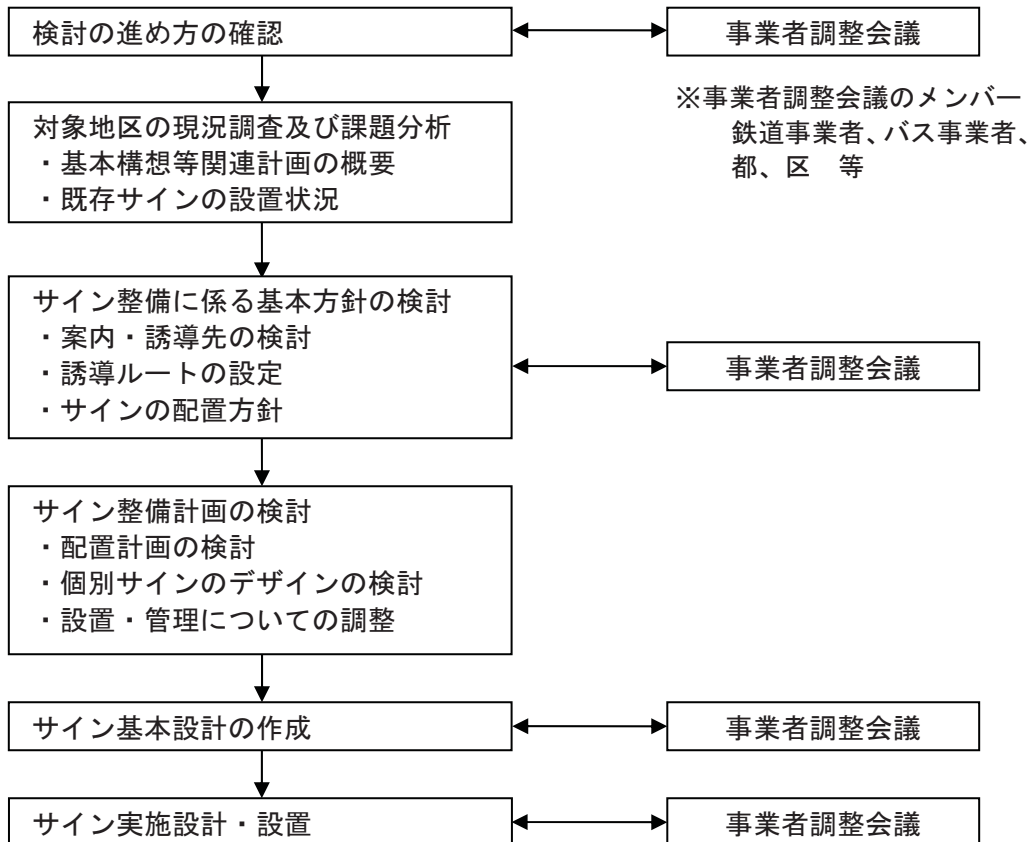 検討の進め方の確認
事業者調整会議
※事業者調整会議のメンバー
鉄道事業者、バス事業者、
都、区　等
対象地区の現況調査及び課題分析
・基本構想等関連計画の概要
・既存サインの設置状況
サイン整備に係る基本方針の検討
・案内・誘導先の検討
・誘導ルートの設定
・サインの配置方針
事業者調整会議
サイン整備計画の検討
・配置計画の検討
・個別サインのデザインの検討
・設置・管理についての調整
サイン基本設計の作成
事業者調整会議
サイン実施設計・設置
事業者調整会議